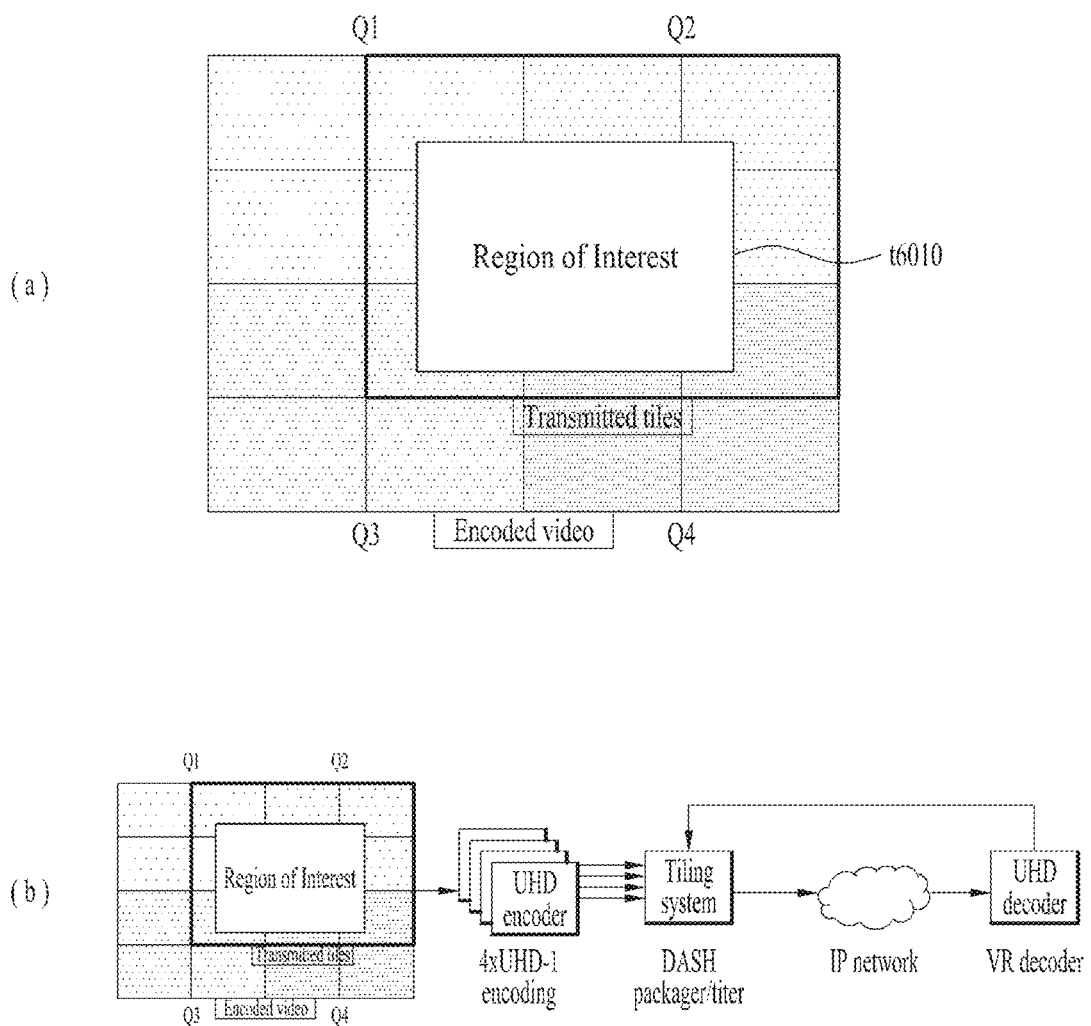 Q1 Q2
(a)
Region of Interest
t6010
Transmitted tiles
Q3 Encoded video Q4
Q1 Q2
(b)
Region of Interest
Transmitted tiles
Q3 Encoded video Q4
UHD
encoder
4xUHD-1
encoding
Tiling
system
DASH
packager/titer
IP network
UHD
decoder
VR decoder